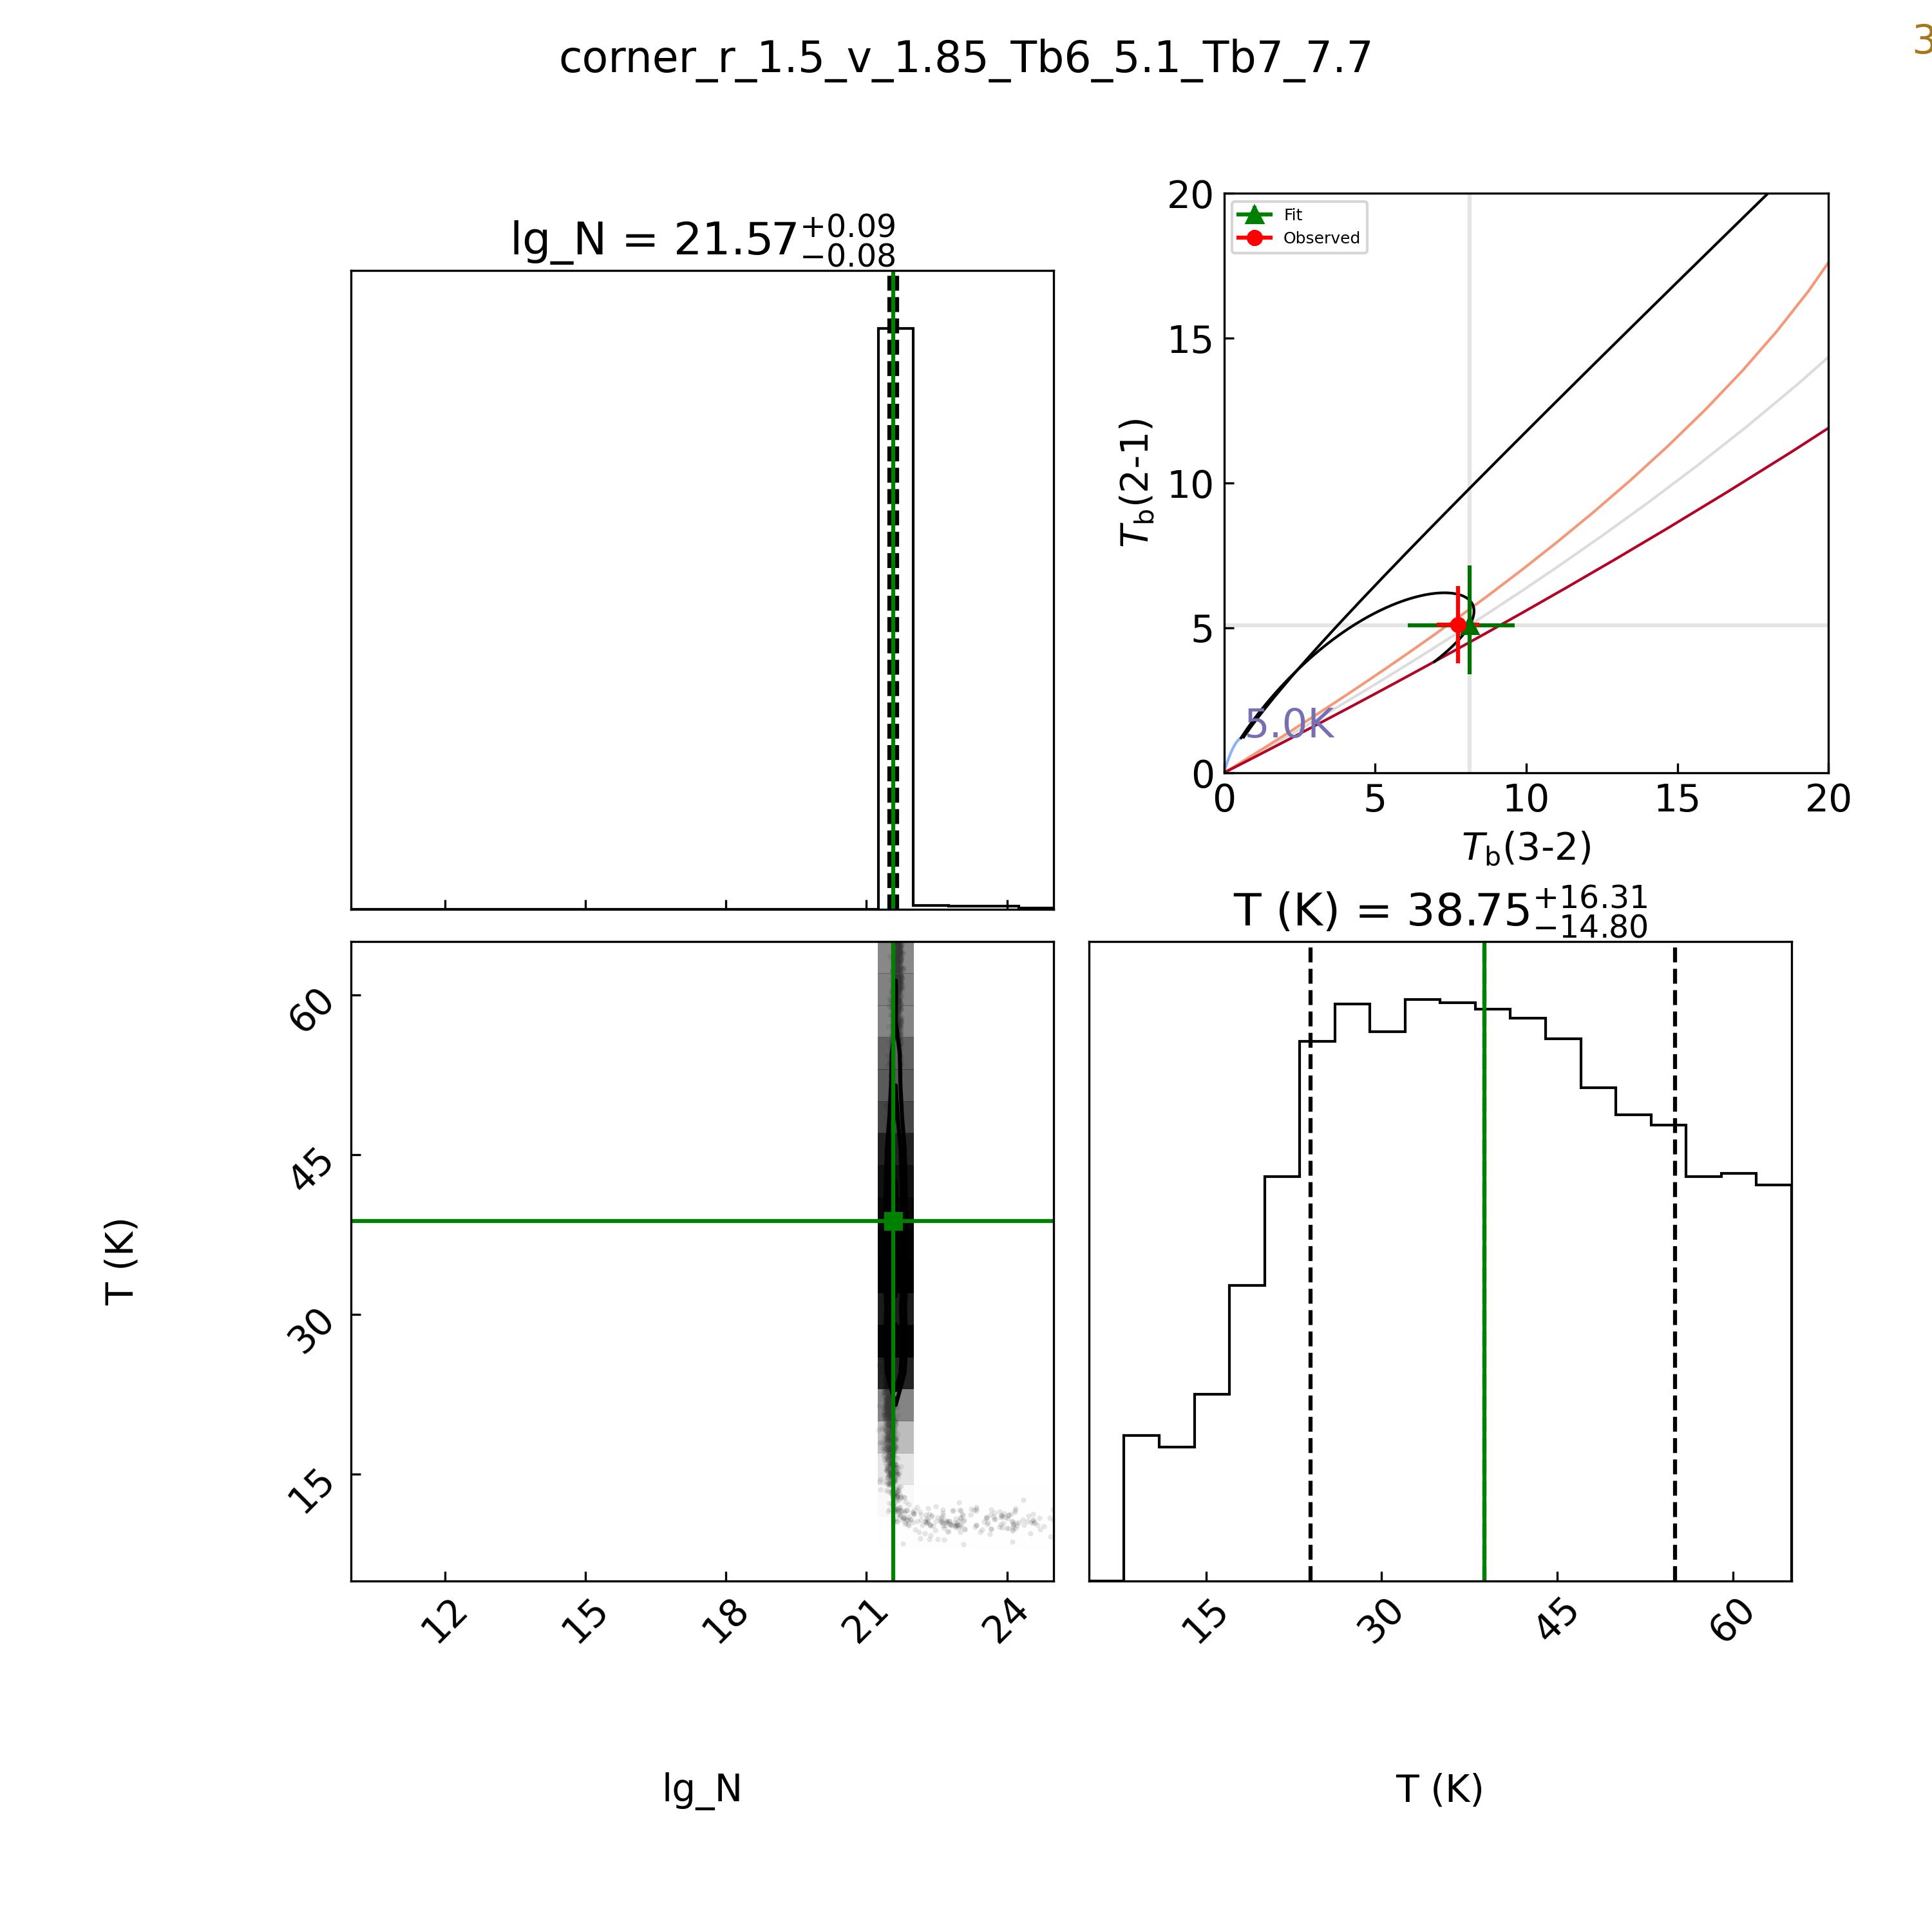 3
corner_r_1.5_v_1.85_Tb6_5.1_Tb7_7.7
lg_N = 21.57+0.09 −0.08
Fit
Observed
20
15
10
5
0
T_b(2-1)
5.0K
0 5 10 15 20
T_b(3-2)
T (K) = 38.75+16.31 −14.80
60
45
30
15
T (K)
12 15 18 21 24
15 30 45 60
lg_N
T (K)